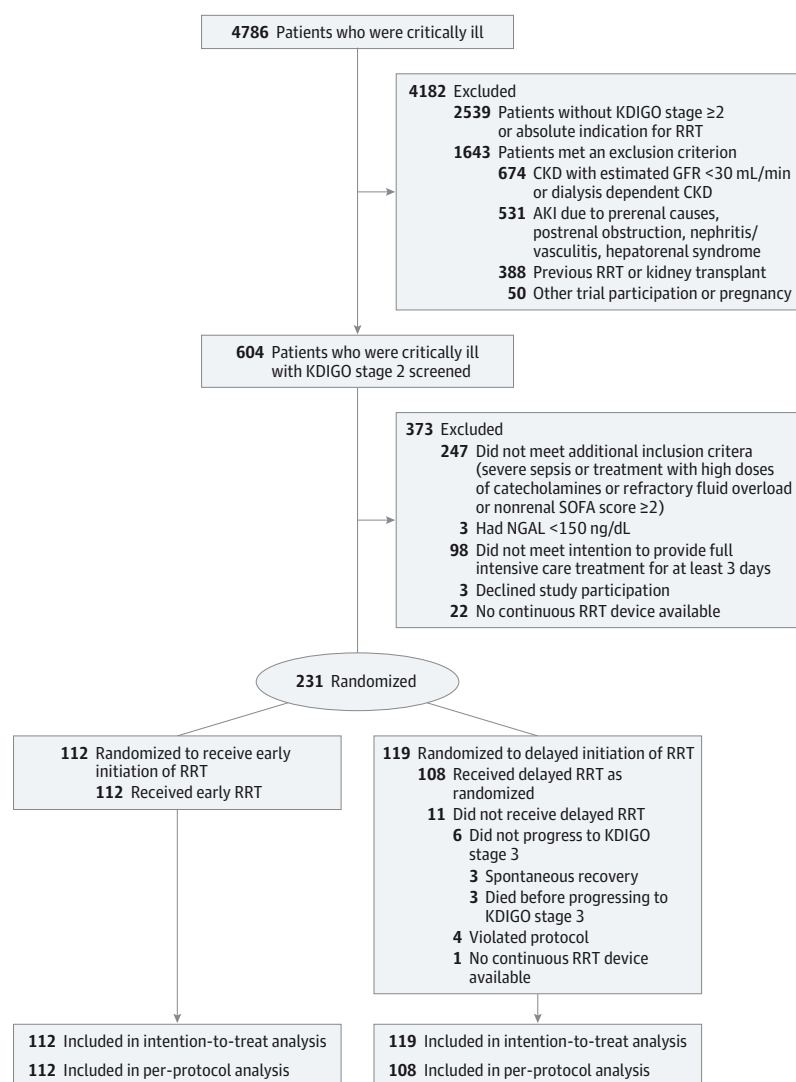 4786 Patients who were critically ill
4182 Excluded
2539 Patients without KDIGO stage ≥2
or absolute indication for RRT
1643 Patients met an exclusion criterion
674 CKD with estimated GFR <30 mL/min
or dialysis dependent CKD
531 AKI due to prerenal causes,
postrenal obstruction, nephritis/
vasculitis, hepatorenal syndrome
388 Previous RRT or kidney transplant
50 Other trial participation or pregnancy
604 Patients who were critically ill
with KDIGO stage 2 screened
373 Excluded
247 Did not meet additional inclusion critera
(severe sepsis or treatment with high doses
of catecholamines or refractory fluid overload
or nonrenal SOFA score ≥2)
3 Had NGAL <150 ng/dL
98 Did not meet intention to provide full
intensive care treatment for at least 3 days
3 Declined study participation
22 No continuous RRT device available
231 Randomized
112 Randomized to receive early
initiation of RRT
112 Received early RRT
119 Randomized to delayed initiation of RRT
108 Received delayed RRT as
randomized
11 Did not receive delayed RRT
6 Did not progress to KDIGO
stage 3
3 Spontaneous recovery
3 Died before progressing to
KDIGO stage 3
4 Violated protocol
1 No continuous RRT device
available
112 Included in intention-to-treat analysis
112 Included in per-protocol analysis
119 Included in intention-to-treat analysis
108 Included in per-protocol analysis